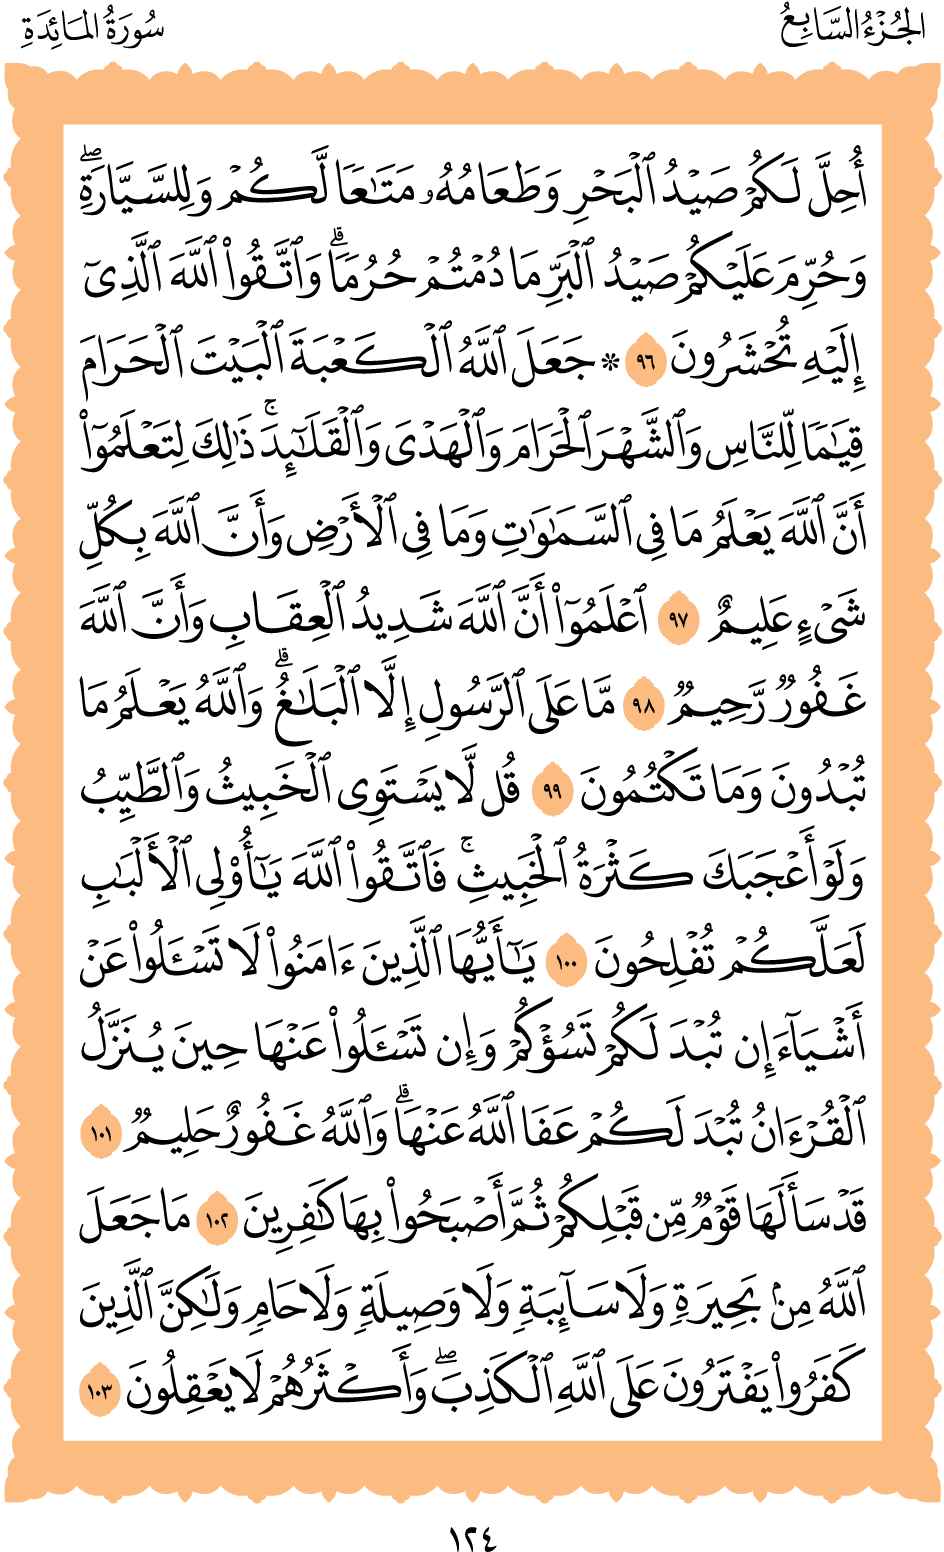 الجُزْءُ السَّابِعُ
سُورَةُ المَائِدَةِ
أُحِلَّ لَكُمْ صَيْدُ ٱلْبَحْرِ وَطَعَامُهُۥ مَتَٰعًا لَّكُمْ وَلِلسَّيَّارَةِۖ
وَحُرِّمَ عَلَيْكُمْ صَيْدُ ٱلْبَرِّ مَا دُمْتُمْ حُرُمًاۗ وَٱتَّقُوا۟ ٱللَّهَ ٱلَّذِىٓ
إِلَيْهِ تُحْشَرُونَ ٩٦ ۞ جَعَلَ ٱللَّهُ ٱلْكَعْبَةَ ٱلْبَيْتَ ٱلْحَرَامَ
قِيَٰمًا لِّلنَّاسِ وَٱلشَّهْرَ ٱلْحَرَامَ وَٱلْهَدْىَ وَٱلْقَلَٰٓئِدَۚ ذَٰلِكَ لِتَعْلَمُوٓا۟
أَنَّ ٱللَّهَ يَعْلَمُ مَا فِى ٱلسَّمَٰوَٰتِ وَمَا فِى ٱلْأَرْضِ وَأَنَّ ٱللَّهَ بِكُلِّ
شَىْءٍ عَلِيمٌ ٩٧ ٱعْلَمُوٓا۟ أَنَّ ٱللَّهَ شَدِيدُ ٱلْعِقَابِ وَأَنَّ ٱللَّهَ
غَفُورٌ رَّحِيمٌ ٩٨ مَّا عَلَى ٱلرَّسُولِ إِلَّا ٱلْبَلَٰغُۗ وَٱللَّهُ يَعْلَمُ مَا
تُبْدُونَ وَمَا تَكْتُمُونَ ٩٩ قُل لَّا يَسْتَوِى ٱلْخَبِيثُ وَٱلطَّيِّبُ
وَلَوْ أَعْجَبَكَ كَثْرَةُ ٱلْخَبِيثِۚ فَٱتَّقُوا۟ ٱللَّهَ يَٰٓأُو۟لِى ٱلْأَلْبَٰبِ
لَعَلَّكُمْ تُفْلِحُونَ ١٠٠ يَٰٓأَيُّهَا ٱلَّذِينَ ءَامَنُوا۟ لَا تَسْـَٔلُوا۟ عَنْ
أَشْيَآءَ إِن تُبْدَ لَكُمْ تَسُؤْكُمْ وَإِن تَسْـَٔلُوا۟ عَنْهَا حِينَ يُنَزَّلُ
ٱلْقُرْءَانُ تُبْدَ لَكُمْ عَفَا ٱللَّهُ عَنْهَاۗ وَٱللَّهُ غَفُورٌ حَلِيمٌ ١٠١
قَدْ سَأَلَهَا قَوْمٌ مِّن قَبْلِكُمْ ثُمَّ أَصْبَحُوا۟ بِهَا كَٰفِرِينَ ١٠٢ مَا جَعَلَ
ٱللَّهُ مِنۢ بَحِيرَةٍ وَلَا سَآئِبَةٍ وَلَا وَصِيلَةٍ وَلَا حَامٍ وَلَٰكِنَّ ٱلَّذِينَ
كَفَرُوا۟ يَفْتَرُونَ عَلَى ٱللَّهِ ٱلْكَذِبَۖ وَأَكْثَرُهُمْ لَا يَعْقِلُونَ ١٠٣
١٢٤